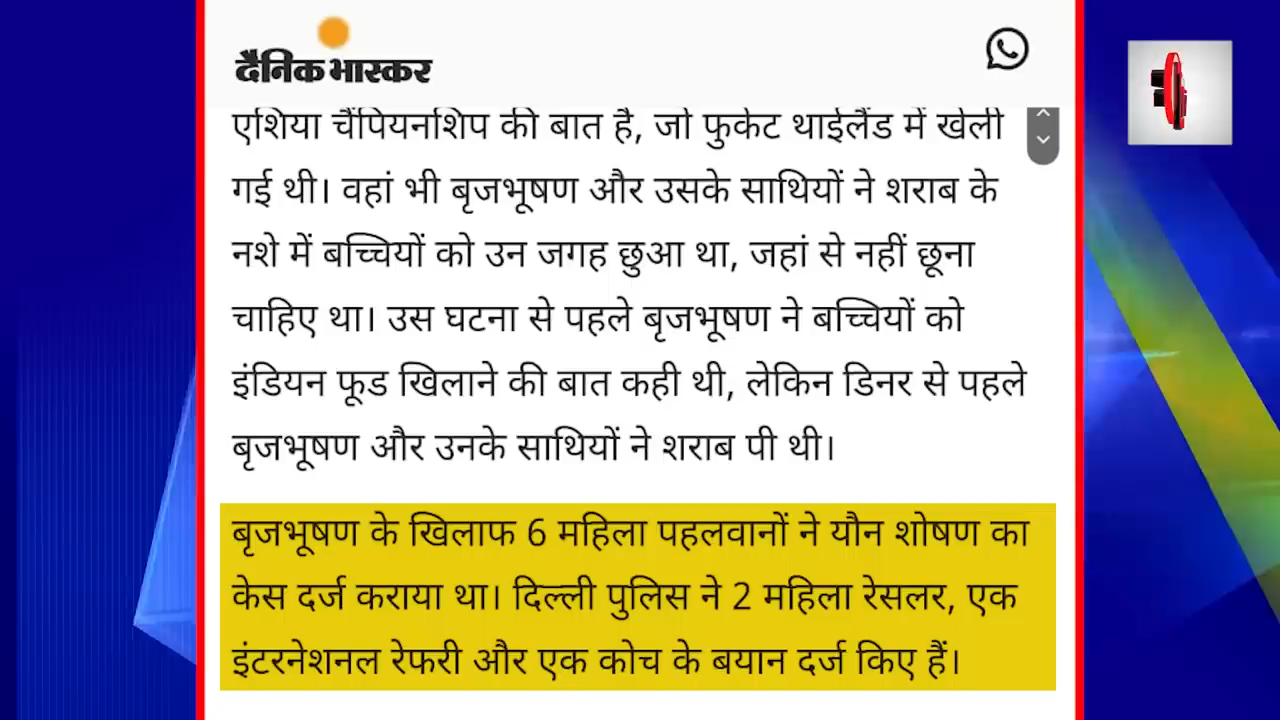 दैनिक भास्कर
एशिया चैंपियनशिप की बात है, जो फुकेट थाईलैंड में खेली
गई थी। वहां भी बृजभूषण और उसके साथियों ने शराब के
नशे में बच्चियों को उन जगह छुआ था, जहां से नहीं छूना
चाहिए था। उस घटना से पहले बृजभूषण ने बच्चियों को
इंडियन फूड खिलाने की बात कही थी, लेकिन डिनर से पहले
बृजभूषण और उनके साथियों ने शराब पी थी।
बृजभूषण के खिलाफ 6 महिला पहलवानों ने यौन शोषण का
केस दर्ज कराया था। दिल्ली पुलिस ने 2 महिला रेसलर, एक
इंटरनेशनल रेफरी और एक कोच के बयान दर्ज किए हैं।